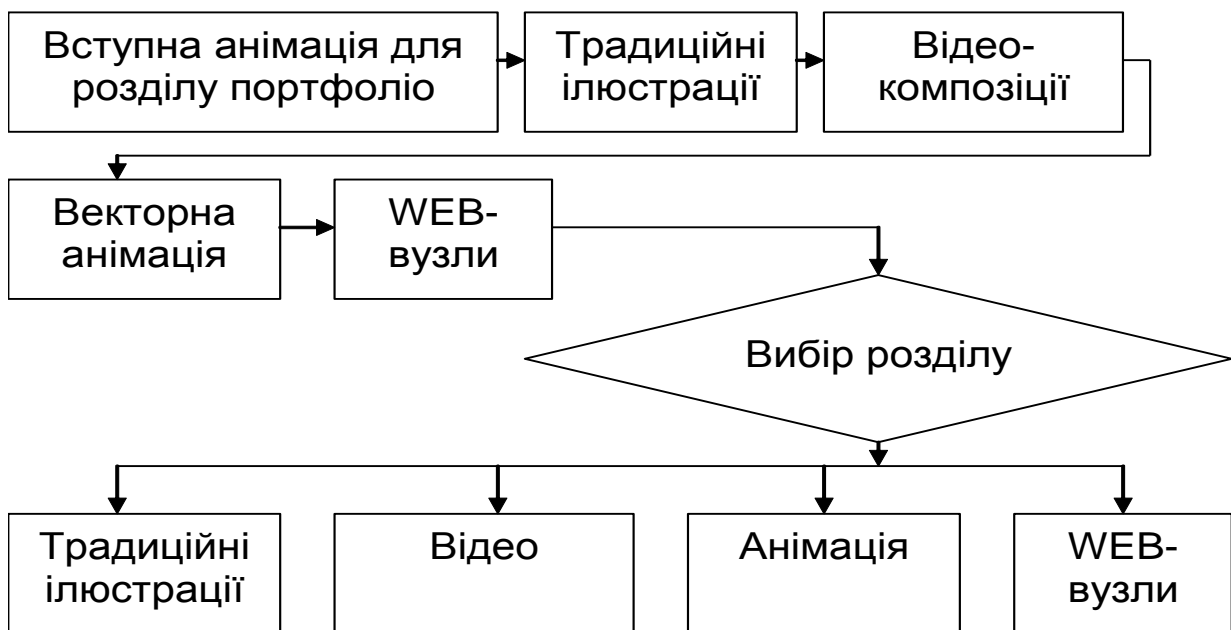 Вступна анімація для
розділу портфоліо
Традиційні
ілюстрації
Відео-
композіції
Векторна
анімація
WEB-
вузли
Вибір розділу
Традиційні
ілюстрації
Відео
Анімація
WEB-
вузли